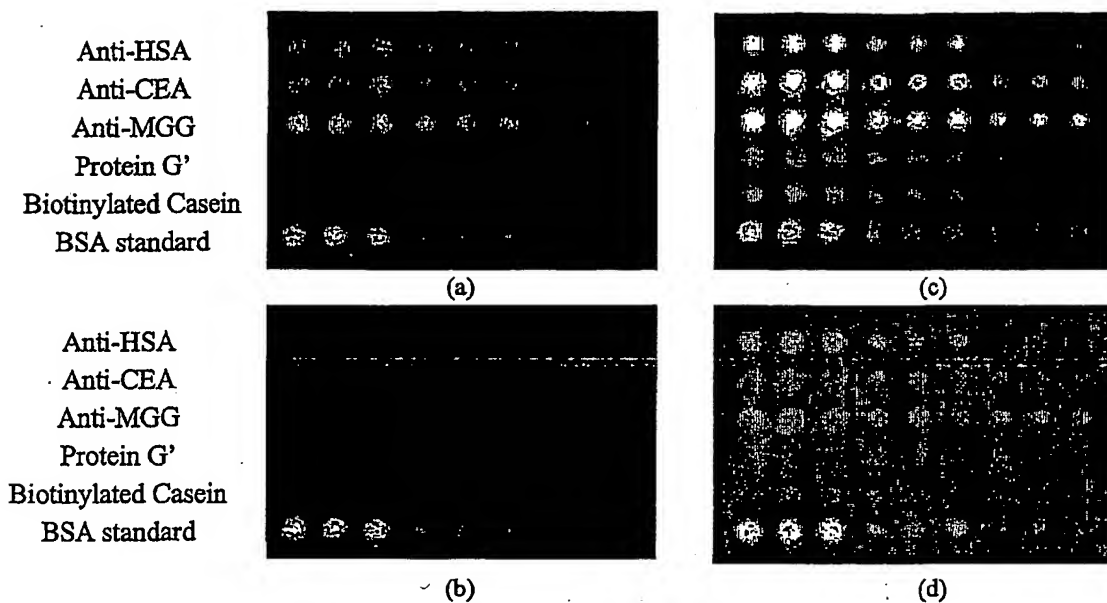 Anti-HSA
Anti-CEA
Anti-MGG
Protein G'
Biotinylated Casein
BSA standard
(a)
(c)
Anti-HSA
Anti-CEA
Anti-MGG
Protein G'
Biotinylated Casein
BSA standard
(b)
(d)